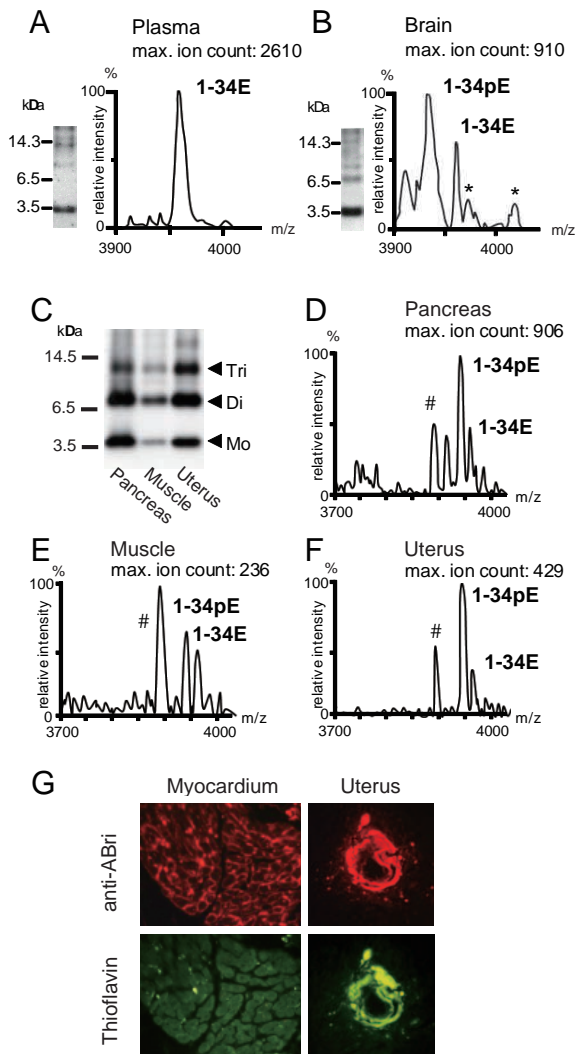 A
Plasma
max. ion count: 2610
kDa
14.3
6.5
3.5
%
100
relative intensity
0
1-34E
3900
4000
m/z
B
Brain
max. ion count: 910
kDa
14.3
6.5
3.5
%
100
relative intensity
0
1-34pE
1-34E
*
*
3900
4000
m/z
C
kDa
14.5
6.5
3.5
Tri
Di
Mo
Pancreas
Muscle
Uterus
D
Pancreas
max. ion count: 906
%
100
relative intensity
0
1-34pE
#
1-34E
3700
4000
m/z
E
Muscle
max. ion count: 236
%
100
relative intensity
0
#
1-34pE
1-34E
3700
4000
m/z
F
Uterus
max. ion count: 429
%
100
relative intensity
0
1-34pE
#
1-34E
3700
4000
m/z
G
Myocardium
Uterus
anti-ABri
Thioflavin